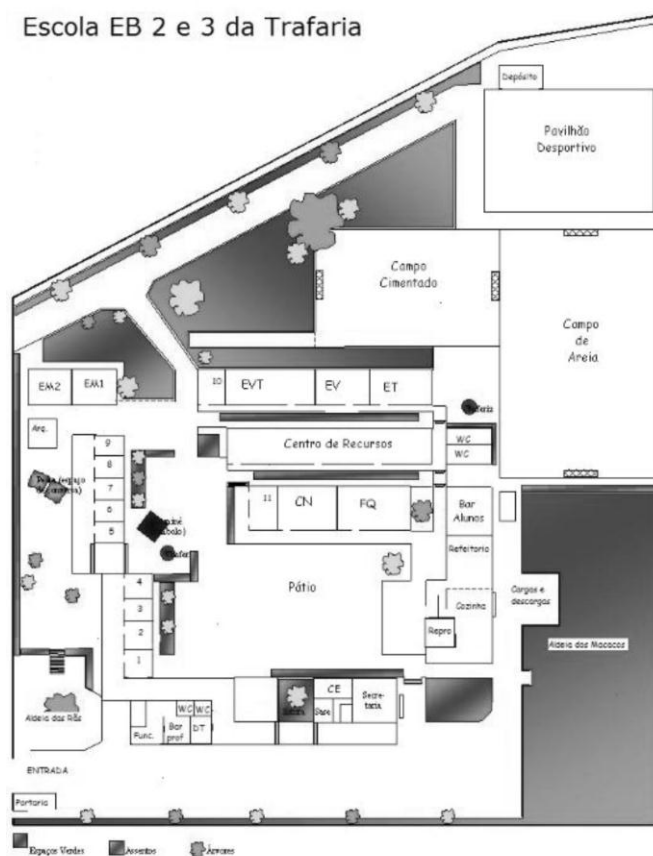 Escola EB 2 e 3 da Trafaria
Depósito
Pavilhão
Desportivo
Campo
Cimentado
Campo
de
Areia
EM2
EM1
10
EVT
EV
ET
Arq.
Centro de Recursos
WC
WC
9
8
7
6
5
11
CN
FQ
Bar
Alunos
Refeitorio
4
3
2
1
Pátio
Cozinha
Cargas e
descargas
Repro
Aldeia dos Macacos
CE
Secre-
taria
WC
WC
Func.
Bar
prof
DT
Aldeia das Rãs
ENTRADA
Portaria
Espaços Verdes
Assentos
Árvores